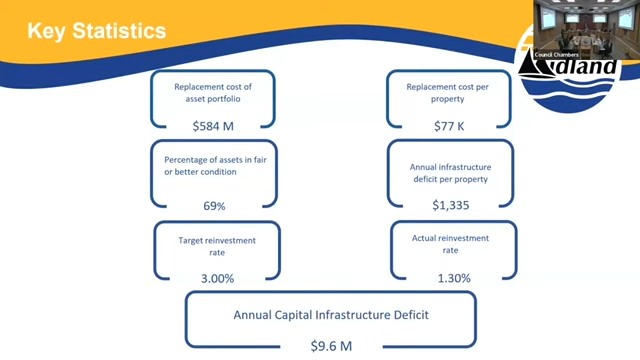 Key Statistics
Council Chambers
dland
Replacement cost of
asset portfolio
$584 M
Replacement cost per
property
$77 K
Percentage of assets in fair
or better condition
69%
Annual infrastructure
deficit per property
$1,335
Target reinvestment
rate
3.00%
Actual reinvestment
rate
1.30%
Annual Capital Infrastructure Deficit
$9.6 M